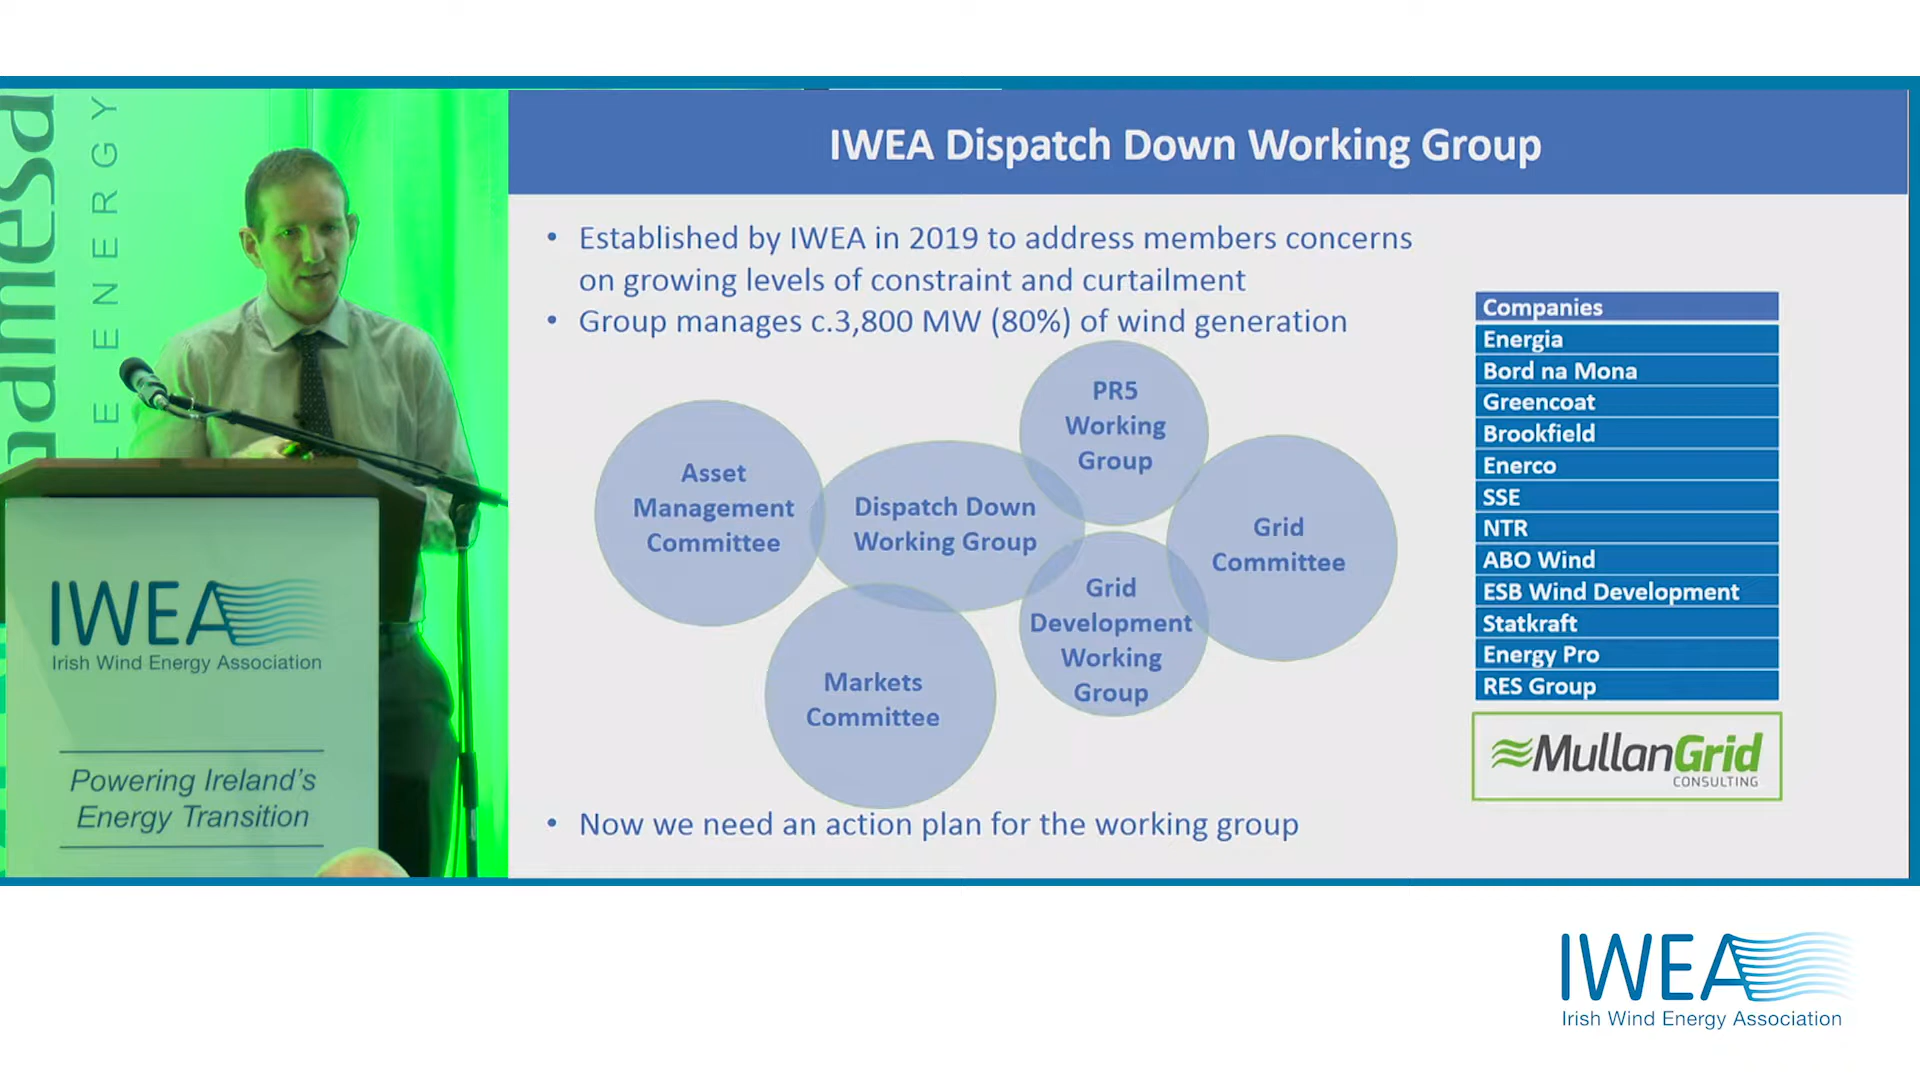 IWEA Dispatch Down Working Group
• Established by IWEA in 2019 to address members concerns
on growing levels of constraint and curtailment
• Group manages c.3,800 MW (80%) of wind generation
Asset
Management
Committee
Dispatch Down
Working Group
PR5
Working
Group
Grid
Committee
Grid
Development
Working
Group
Markets
Committee
• Now we need an action plan for the working group
Companies
Energia
Bord na Mona
Greencoat
Brookfield
Enerco
SSE
NTR
ABO Wind
ESB Wind Development
Statkraft
Energy Pro
RES Group
MullanGrid
CONSULTING
ENERGY
IWEA
Irish Wind Energy Association
Powering Ireland's
Energy Transition
IWEA
Irish Wind Energy Association